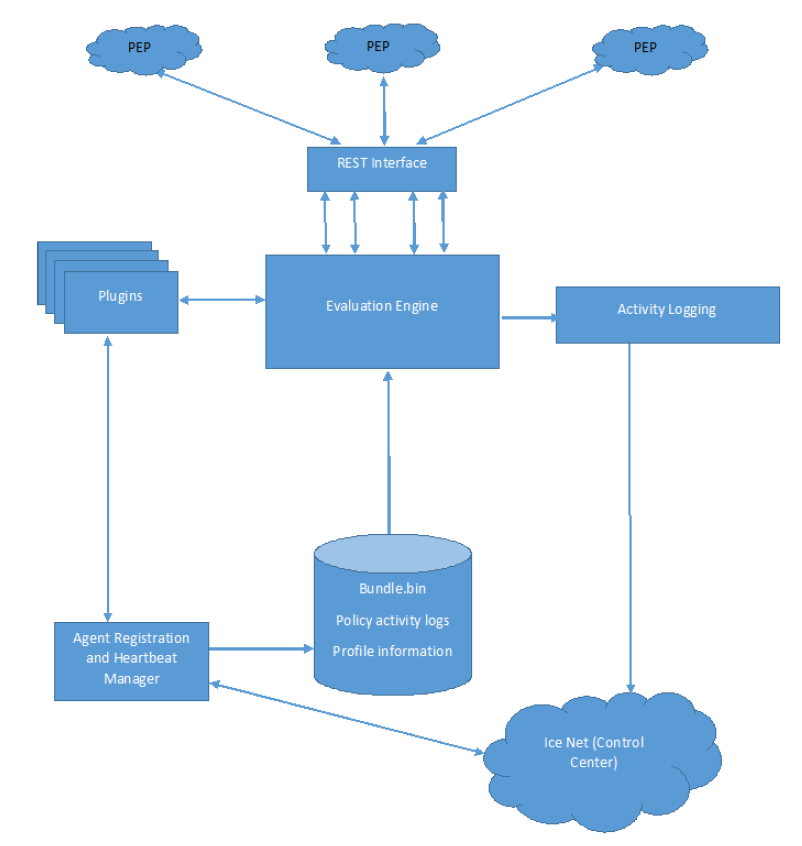 PEP
PEP
PEP
REST Interface
Plugins
Evaluation Engine
Activity Logging
Bundle.bin
Policy activity logs
Profile information
Agent Registration
and Heartbeat
Manager
Ice Net (Control
Center)